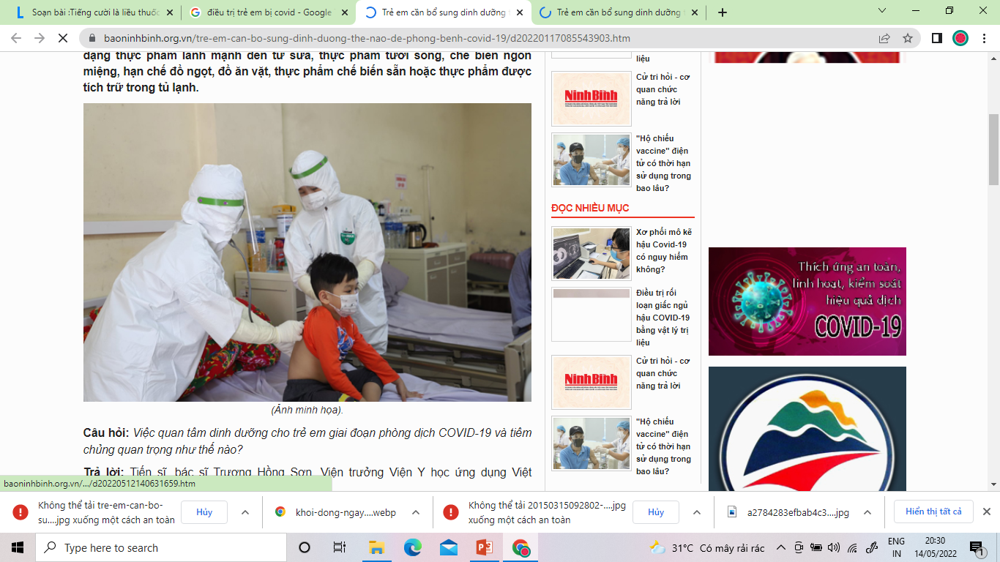 Soạn bài :Tiếng cười là liều thuốc
điều trị trẻ em bị covid - Google
Trẻ em cần bổ sung dinh dưỡng
Trẻ em cần bổ sung dinh dưỡng
baoninhbinh.org.vn/tre-em-can-bo-sung-dinh-duong-the-nao-de-phong-benh-covid-19/d20220117085543903.htm
dạng thực phẩm lành mạnh đến từ sữa, thực phẩm tươi sống, chế biến ngon
miệng, hạn chế đồ ngọt, đồ ăn vặt, thực phẩm chế biến sẵn hoặc thực phẩm được
tích trữ trong tủ lạnh.
(Ảnh minh họa).
Câu hỏi: Việc quan tâm dinh dưỡng cho trẻ em giai đoạn phòng dịch COVID-19 và tiêm
chủng quan trọng như thế nào?
Trả lời: Tiến sĩ, bác sĩ Trương Hồng Sơn, Viện trưởng Viện Y học ứng dụng Việt
baoninhbinh.org.vn/.../d20220512140631659.htm
liệu
NinhBình
Cử tri hỏi - cơ
quan chức
năng trả lời
"Hộ chiếu
vaccine" điện
tử có thời hạn
sử dụng trong
bao lâu?
ĐỌC NHIỀU MỤC
Xơ phổi mô kẽ
hậu Covid-19
có nguy hiểm
không?
Điều trị rối
loạn giấc ngủ
hậu COVID-19
bằng vật lý trị
liệu
NinhBình
Cử tri hỏi - cơ
quan chức
năng trả lời
"Hộ chiếu
vaccine" điện
tử có thời hạn
sử dụng trong
bao lâu?
Thích ứng an toàn,
linh hoạt, kiểm soát
hiệu quả dịch
COVID-19
Không thể tải tre-em-can-bo-
su....jpg xuống một cách an toàn
Hủy
khoi-dong-ngay....webp
Không thể tải 20150315092802-....jpg
xuống một cách an toàn
Hủy
a2784283efbab4c3....jpg
Hiển thị tất cả
Type here to search
31°C Có mây rải rác
ENG
IN
20:30
14/05/2022
1